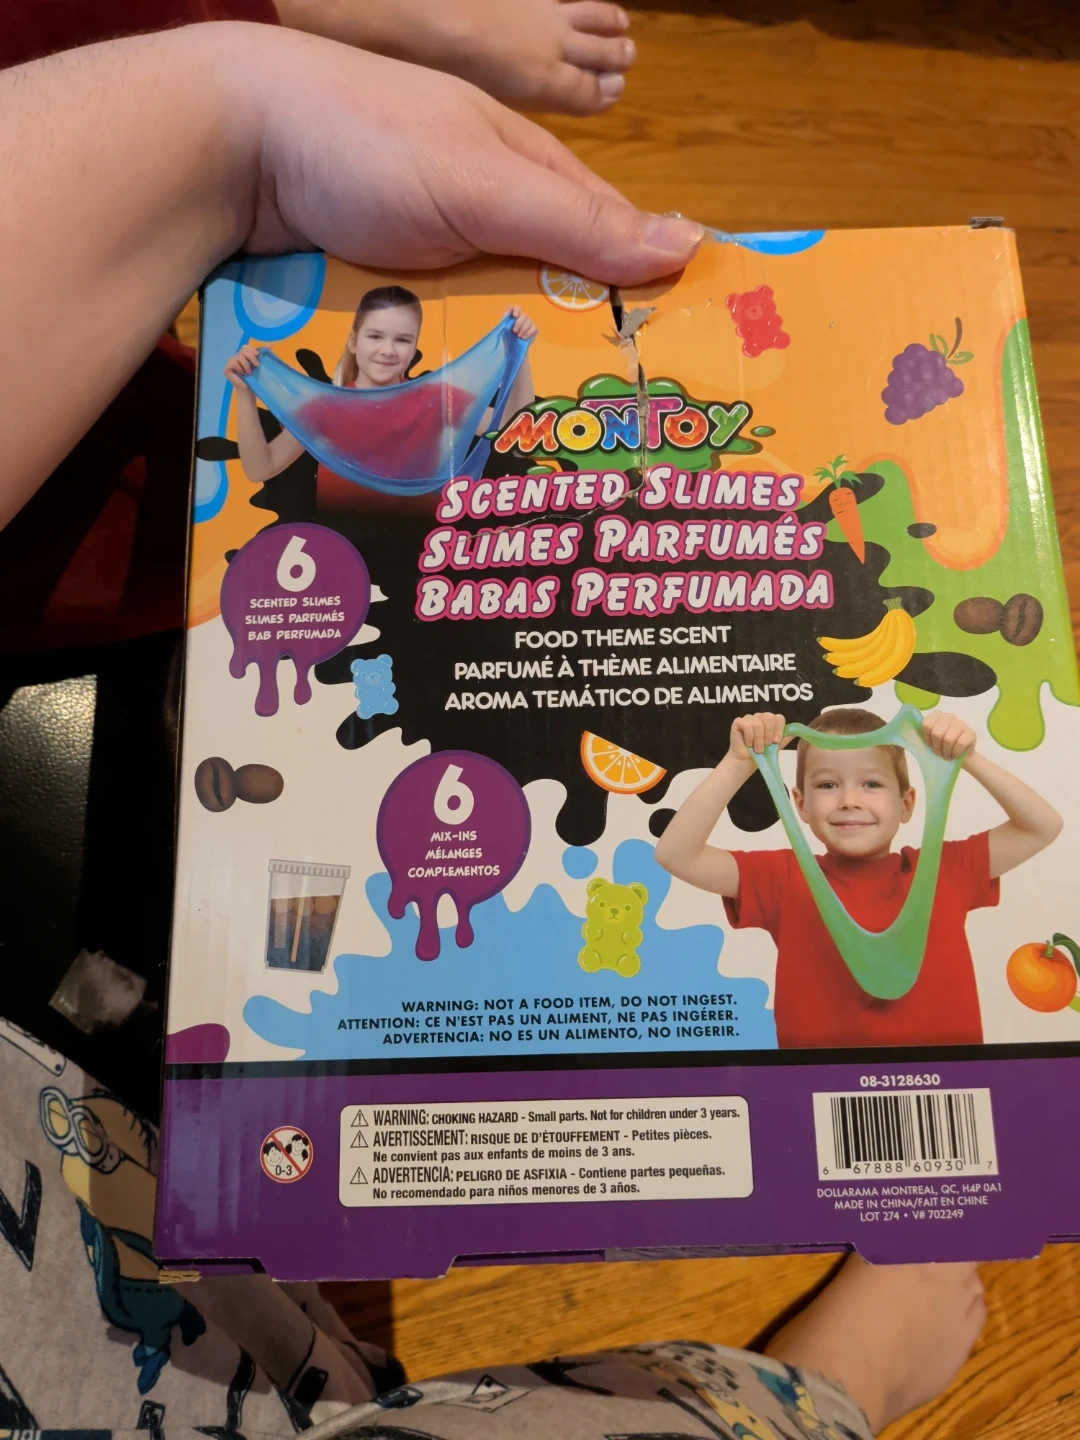 MONTOY
SCENTED SLIMES
SLIMES PARFUMÉS
BABAS PERFUMADA
FOOD THEME SCENT
PARFUMÉ À THÈME ALIMENTAIRE
AROMA TEMÁTICO DE ALIMENTOS
6
SCENTED SLIMES
SLIMES PARFUMÉS
BAB PERFUMADA
6
MIX-INS
MÉLANGES
COMPLEMENTOS
WARNING: NOT A FOOD ITEM, DO NOT INGEST.
ATTENTION: CE N'EST PAS UN ALIMENT, NE PAS INGÉRER.
ADVERTENCIA: NO ES UN ALIMENTO, NO INGERIR.
0-3
WARNING: CHOKING HAZARD - Small parts. Not for children under 3 years.
AVERTISSEMENT: RISQUE DE D'ÉTOUFFEMENT - Petites pièces.
Ne convient pas aux enfants de moins de 3 ans.
ADVERTENCIA: PELIGRO DE ASFIXIA - Contiene partes pequeñas.
No recomendado para niños menores de 3 años.
08-3128630
6 67888 60930 7
DOLLARAMA MONTREAL, QC, H4P 0A1
MADE IN CHINA/FAIT EN CHINE
LOT 274 • V# 702249